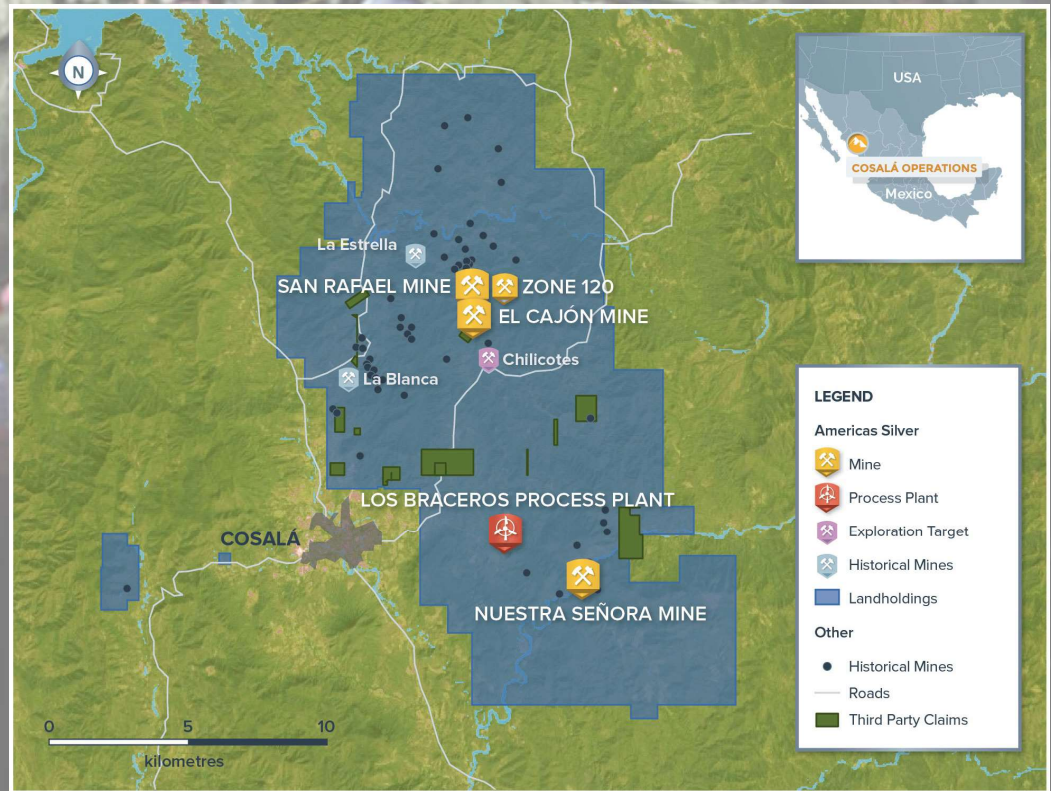 N
USA
COSALÁ OPERATIONS
Mexico
La Estrella
SAN RAFAEL MINE
ZONE 120
EL CAJÓN MINE
Chilicotes
La Blanca
LOS BRACEROS PROCESS PLANT
COSALÁ
NUESTRA SEÑORA MINE
0 5 10
kilometres
LEGEND
Americas Silver
Mine
Process Plant
Exploration Target
Historical Mines
Landholdings
Other
Historical Mines
Roads
Third Party Claims